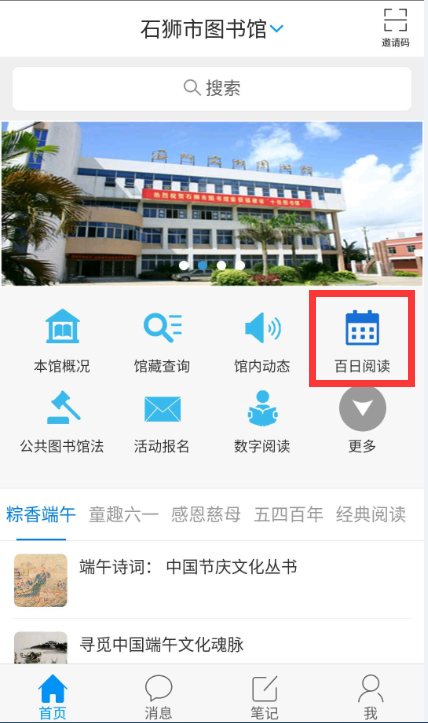 石狮市图书馆
邀请码
搜索
本馆概况 馆藏查询 馆内动态 百日阅读
公共图书馆法 活动报名 数字阅读 更多
粽香端午 童趣六一 感恩慈母 五四百年 经典阅读
端午诗词： 中国节庆文化丛书
寻觅中国端午文化魂脉
首页 消息 笔记 我